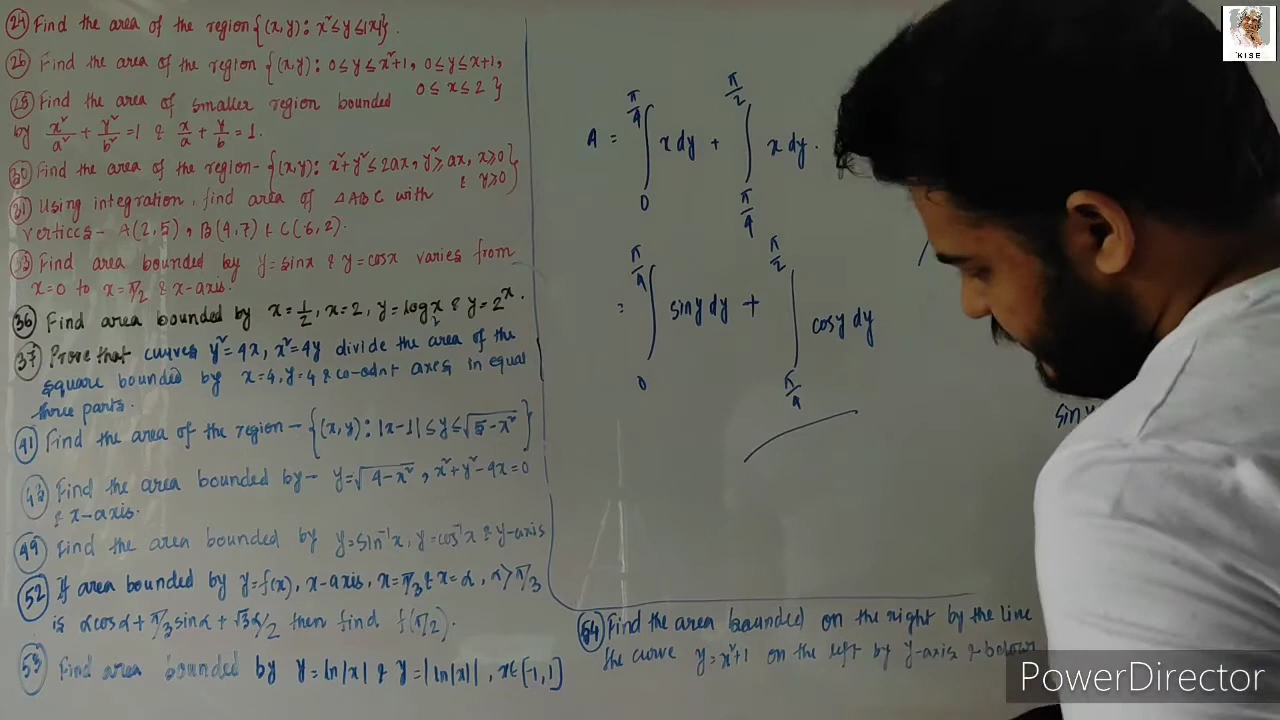 24 Find the area of the region {(x,y): x² ≤ y ≤ |x|}.
26 Find the area of the region {(x,y): 0 ≤ y ≤ x²+1, 0 ≤ y ≤ x+1,
0 ≤ x ≤ 2}
28 Find the area of smaller region bounded
by x²/a² + y²/b² = 1 & x/a + y/b = 1.
30 Find the area of the region- {(x,y): x²+y² ≤ 2ax, y² ≥ ax, x ≥ 0
& y ≥ 0}
31 Using integration, find area of △ABC with
vertices- A(2,5), B(4,7) & C(6,2).
33 Find area bounded by y=sinx & y=cosx varies from
x=0 to x=π/2 & x-axis.
36 Find area bounded by x=1/2, x=2, y=log₂x & y=2ˣ.
37 Prove that curves y²=4x, x²=4y divide the area of the
square bounded by x=4, y=4 & co-odnt axes in equal
three parts.
41 Find the area of the region- {(x,y): |x-1| ≤ y ≤ √5-x²}
Find the area bounded by- y=√4-x², x²+y²-4x=0
& x-axis.
49 Find the area bounded by y=sin⁻¹x, y=cos⁻¹x & y-axis
52 If area bounded by y=f(x), x-axis, x=π/3 & x=α, α>π/3
is αcosα+π/3 sinα+√3α/2 then find f(π/2).
53 Find area bounded by y=ln|x| & y=|ln|x||, x∈[-1,1]
A = ∫₀^π/4 x dy + ∫π/4^π/2 x dy.
= ∫₀^π/4 siny dy + ∫π/4^π/2 cosy dy
siny
54 Find the area bounded on the right by the line
the curve y=x²+1 on the left by y-axis & below
KISE
PowerDirector